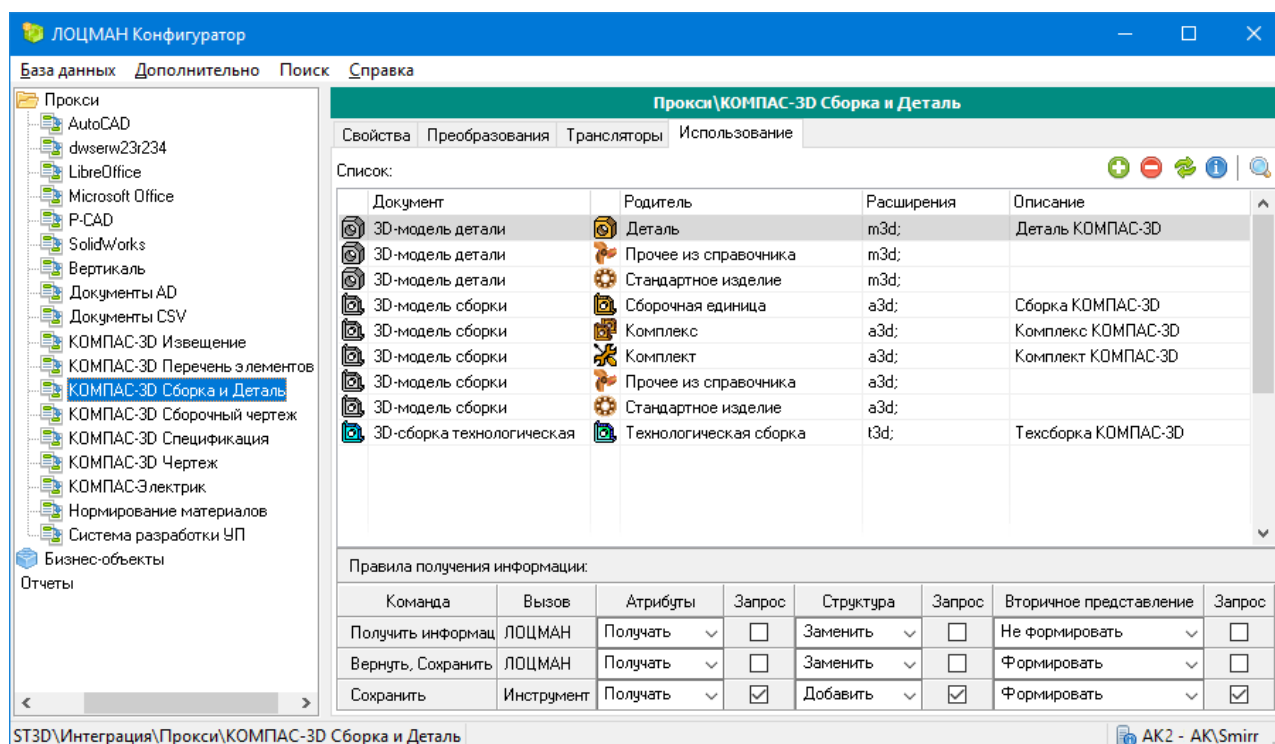 ЛОЦМАН Конфигуратор
База данных Дополнительно Поиск Справка
Прокси
AutoCAD
dwserw23r234
LibreOffice
Microsoft Office
P-CAD
SolidWorks
Вертикаль
Документы AD
Документы CSV
КОМПАС-3D Извещение
КОМПАС-3D Перечень элементов
КОМПАС-3D Сборка и Деталь
КОМПАС-3D Сборочный чертеж
КОМПАС-3D Спецификация
КОМПАС-3D Чертеж
КОМПАС-Электрик
Нормирование материалов
Система разработки УП
Бизнес-объекты
Отчеты
Прокси\КОМПАС-3D Сборка и Деталь
Свойства Преобразования Трансляторы Использование
Список:
Документ Родитель Расширения Описание
3D-модель детали Деталь m3d; Деталь КОМПАС-3D
3D-модель детали Прочее из справочника m3d;
3D-модель детали Стандартное изделие m3d;
3D-модель сборки Сборочная единица a3d; Сборка КОМПАС-3D
3D-модель сборки Комплекс a3d; Комплекс КОМПАС-3D
3D-модель сборки Комплект a3d; Комплект КОМПАС-3D
3D-модель сборки Прочее из справочника a3d;
3D-модель сборки Стандартное изделие a3d;
3D-сборка технологическая Технологическая сборка t3d; Техсборка КОМПАС-3D
Правила получения информации:
Команда Вызов Атрибуты Запрос Структура Запрос Вторичное представление Запрос
Получить информац ЛОЦМАН Получать Заменить Не формировать
Вернуть, Сохранить ЛОЦМАН Получать Заменить Формировать
Сохранить Инструмент Получать Добавить Формировать
ST3D\Интеграция\Прокси\КОМПАС-3D Сборка и Деталь AK2 - AK\Smirr